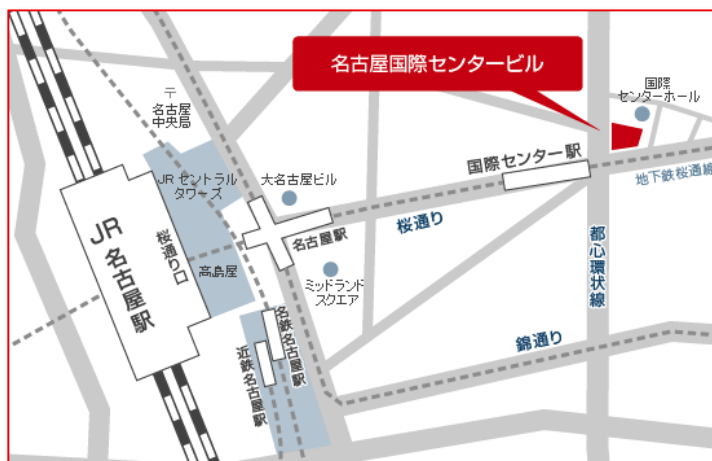 名古屋国際センタービル
国際
センターホール
〒
名古屋
中央局
国際センター駅
地下鉄桜通線
JRセントラル
タワーズ
大名古屋ビル
桜通り
名古屋駅
JR名古屋駅
桜通り口
高島屋
ミッドランド
スクエア
都心環状線
錦通り
名鉄名古屋駅
近鉄名古屋駅